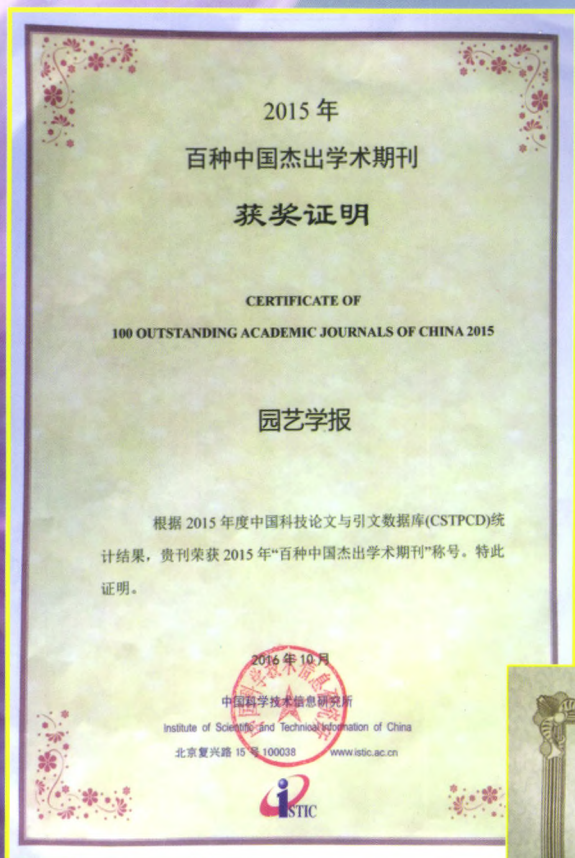 2015 年
百种中国杰出学术期刊
获奖证明
CERTIFICATE OF
100 OUTSTANDING ACADEMIC JOURNALS OF CHINA 2015
园艺学报
根据 2015 年度中国科技论文与引文数据库(CSTPCD)统
计结果，贵刊荣获 2015 年“百种中国杰出学术期刊”称号。特此
证明。
2016 年 10 月
中国科学技术信息研究所
Institute of Scientific and Technical Information of China
北京复兴路 15 号 100038 www.istic.ac.cn
iSTIC